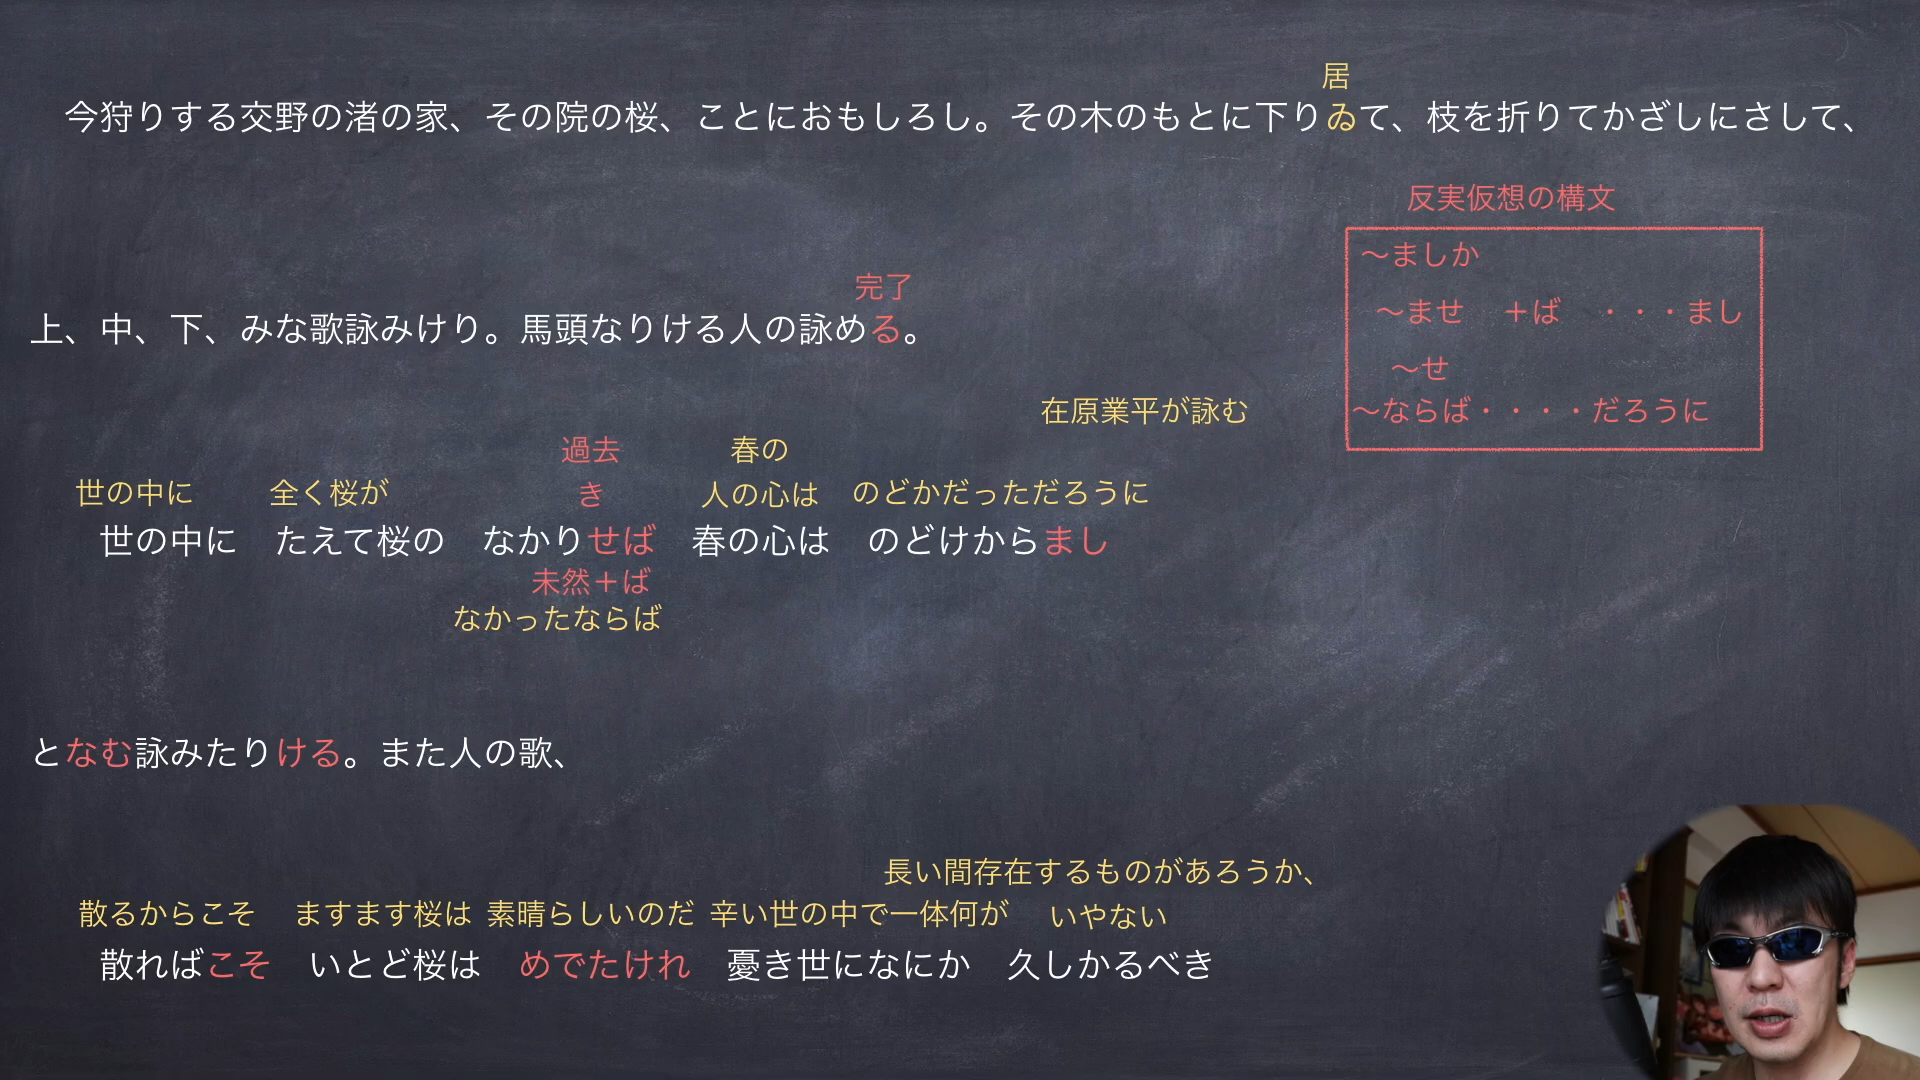 居
今狩りする交野の渚の家、その院の桜、ことにおもしろし。その木のもとに下りゐて、枝を折りてかざしにさして、
反実仮想の構文
〜ましか
〜ませ ＋ば ・・・まし
〜せ
〜ならば・・・・だろうに
完了
上、中、下、みな歌詠みけり。馬頭なりける人の詠める。
在原業平が詠む
過去 春の
世の中に 全く桜が き 人の心は のどかだっただろうに
世の中に たえて桜の なかりせば 春の心は のどけからまし
未然＋ば
なかったならば
となむ詠みたりける。また人の歌、
長い間存在するものがあろうか、
散るからこそ ますます桜は 素晴らしいのだ 辛い世の中で一体何が いやない
散ればこそ いとど桜は めでたけれ 憂き世になにか 久しかるべき